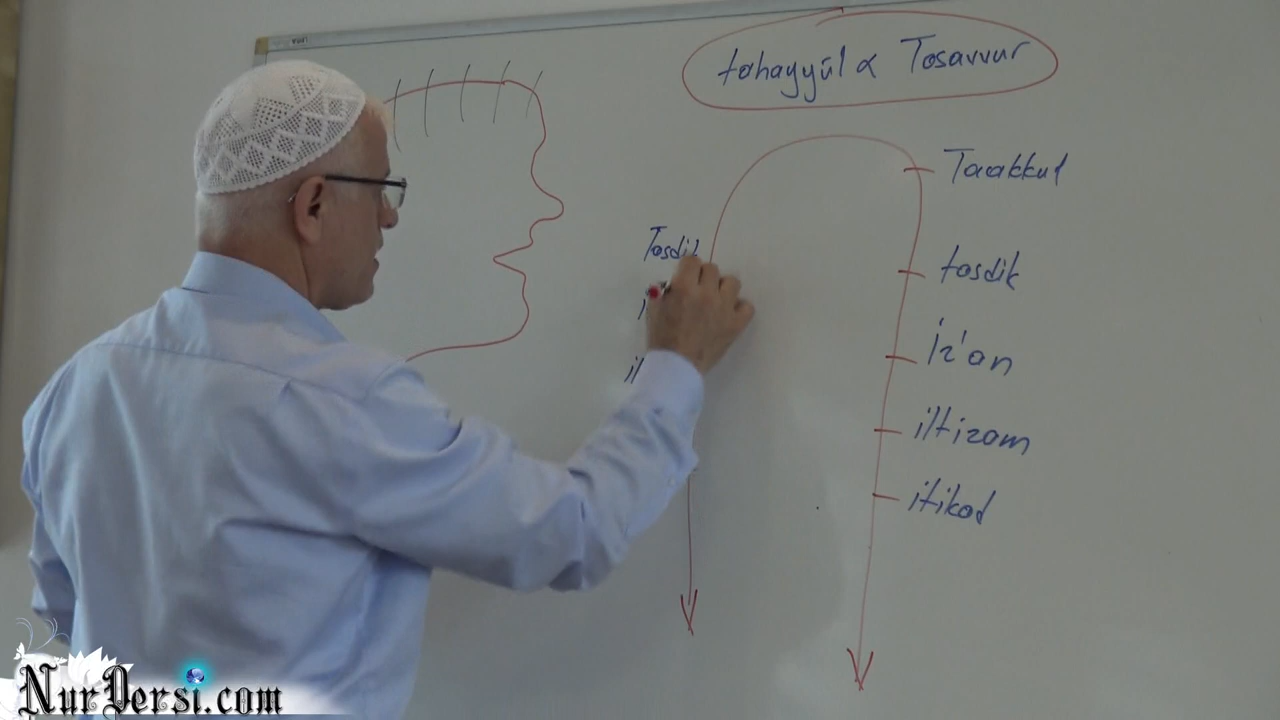 tahayyül α Tasavvur
Taakkul
Tasdik
tasdik
İz'an
iltizam
itikad
NurDersi.com